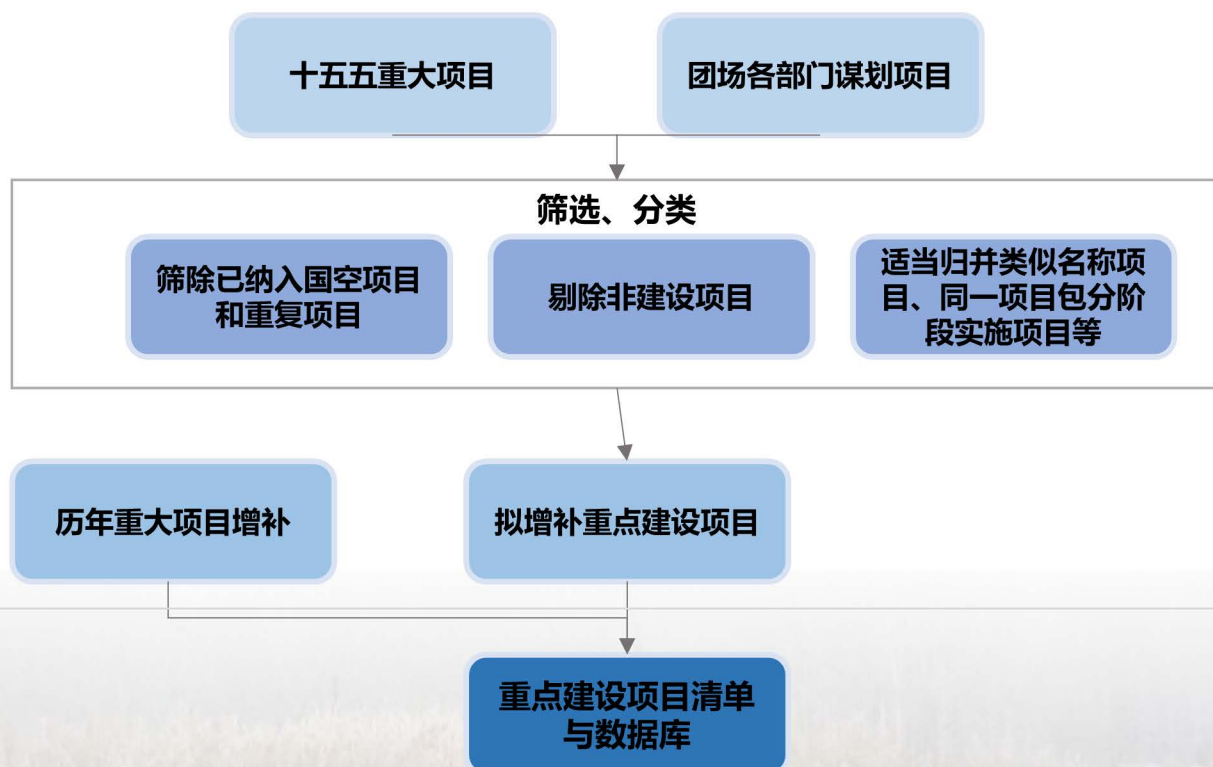 十五五重大项目
团场各部门谋划项目
筛选、分类
筛除已纳入国空项目
和重复项目
剔除非建设项目
适当归并类似名称项
目、同一项目包分阶
段实施项目等
历年重大项目增补
拟增补重点建设项目
重点建设项目清单
与数据库